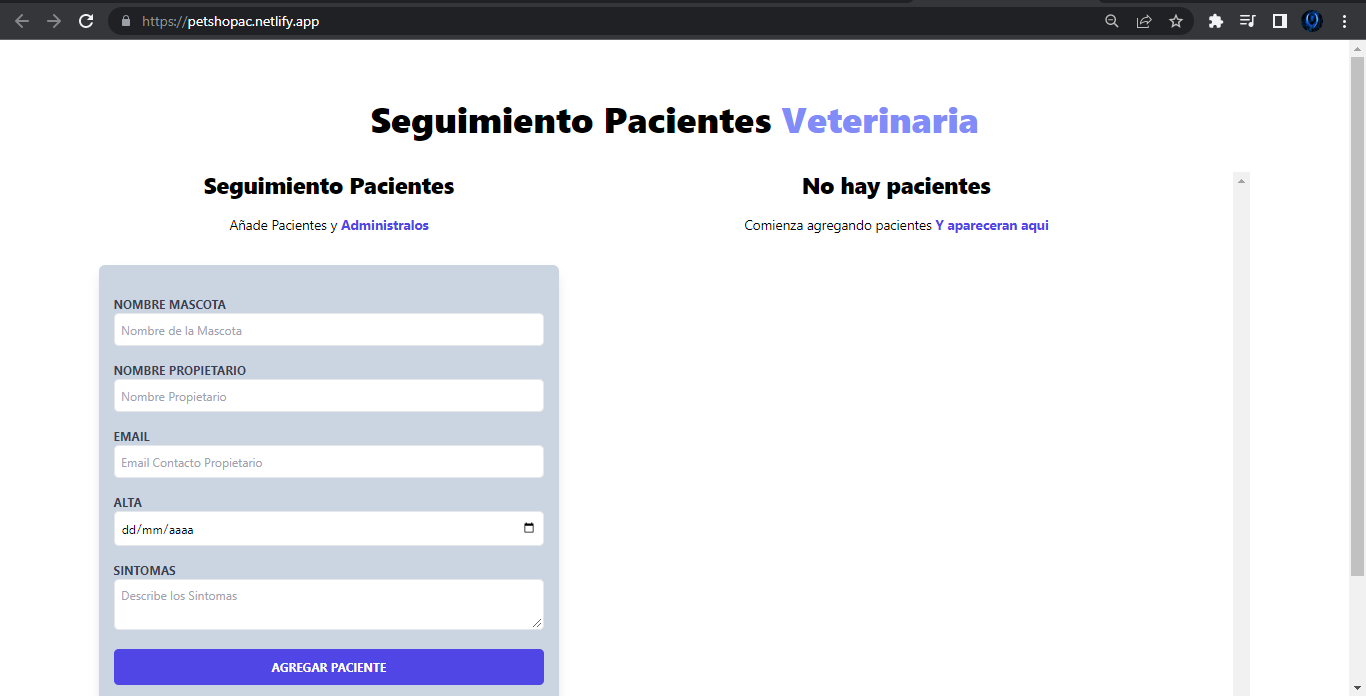 https://petshopac.netlify.app
Seguimiento Pacientes Veterinaria
Seguimiento Pacientes
Añade Pacientes y Administralos
NOMBRE MASCOTA
Nombre de la Mascota
NOMBRE PROPIETARIO
Nombre Propietario
EMAIL
Email Contacto Propietario
ALTA
dd/mm/aaaa
SINTOMAS
Describe los Sintomas
AGREGAR PACIENTE
No hay pacientes
Comienza agregando pacientes Y apareceran aqui